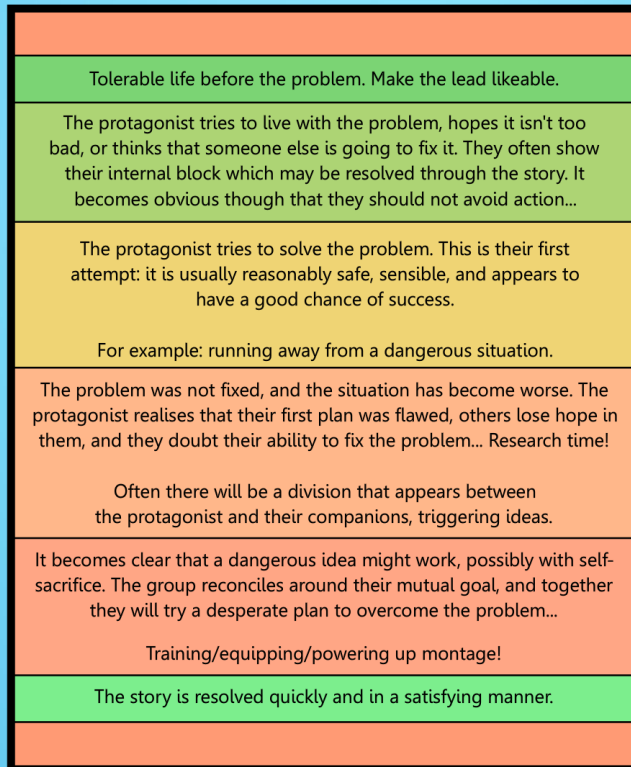 Tolerable life before the problem. Make the lead likeable.
The protagonist tries to live with the problem, hopes it isn't too
bad, or thinks that someone else is going to fix it. They often show
their internal block which may be resolved through the story. It
becomes obvious though that they should not avoid action...
The protagonist tries to solve the problem. This is their first
attempt: it is usually reasonably safe, sensible, and appears to
have a good chance of success.
For example: running away from a dangerous situation.
The problem was not fixed, and the situation has become worse. The
protagonist realises that their first plan was flawed, others lose hope in
them, and they doubt their ability to fix the problem... Research time!
Often there will be a division that appears between
the protagonist and their companions, triggering ideas.
It becomes clear that a dangerous idea might work, possibly with self-
sacrifice. The group reconciles around their mutual goal, and together
they will try a desperate plan to overcome the problem...
Training/equipping/powering up montage!
The story is resolved quickly and in a satisfying manner.